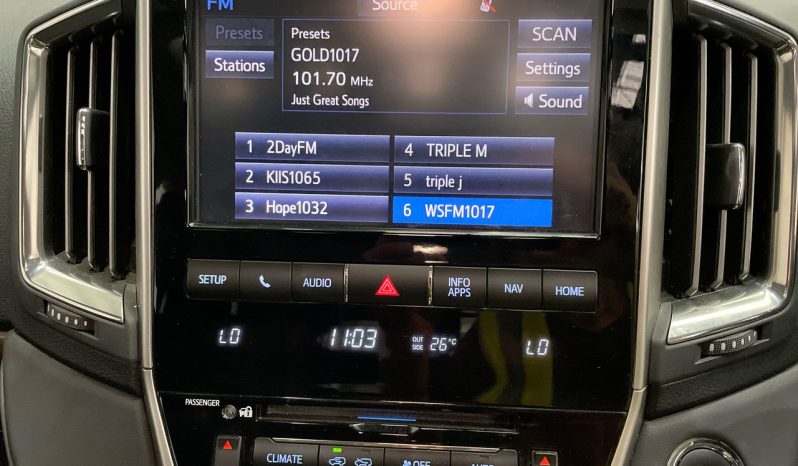 FM
Source
Presets
Stations
Presets
GOLD1017
101.70 MHz
Just Great Songs
SCAN
Settings
Sound
1 2DayFM
2 KIIS1065
3 Hope1032
4 TRIPLE M
5 triple j
6 WSFM1017
SETUP
AUDIO
INFO
APPS
NAV
HOME
LO
11:03
OUT
SIDE
26°C
LO
PASSENGER
CLIMATE
OFF
AUTO